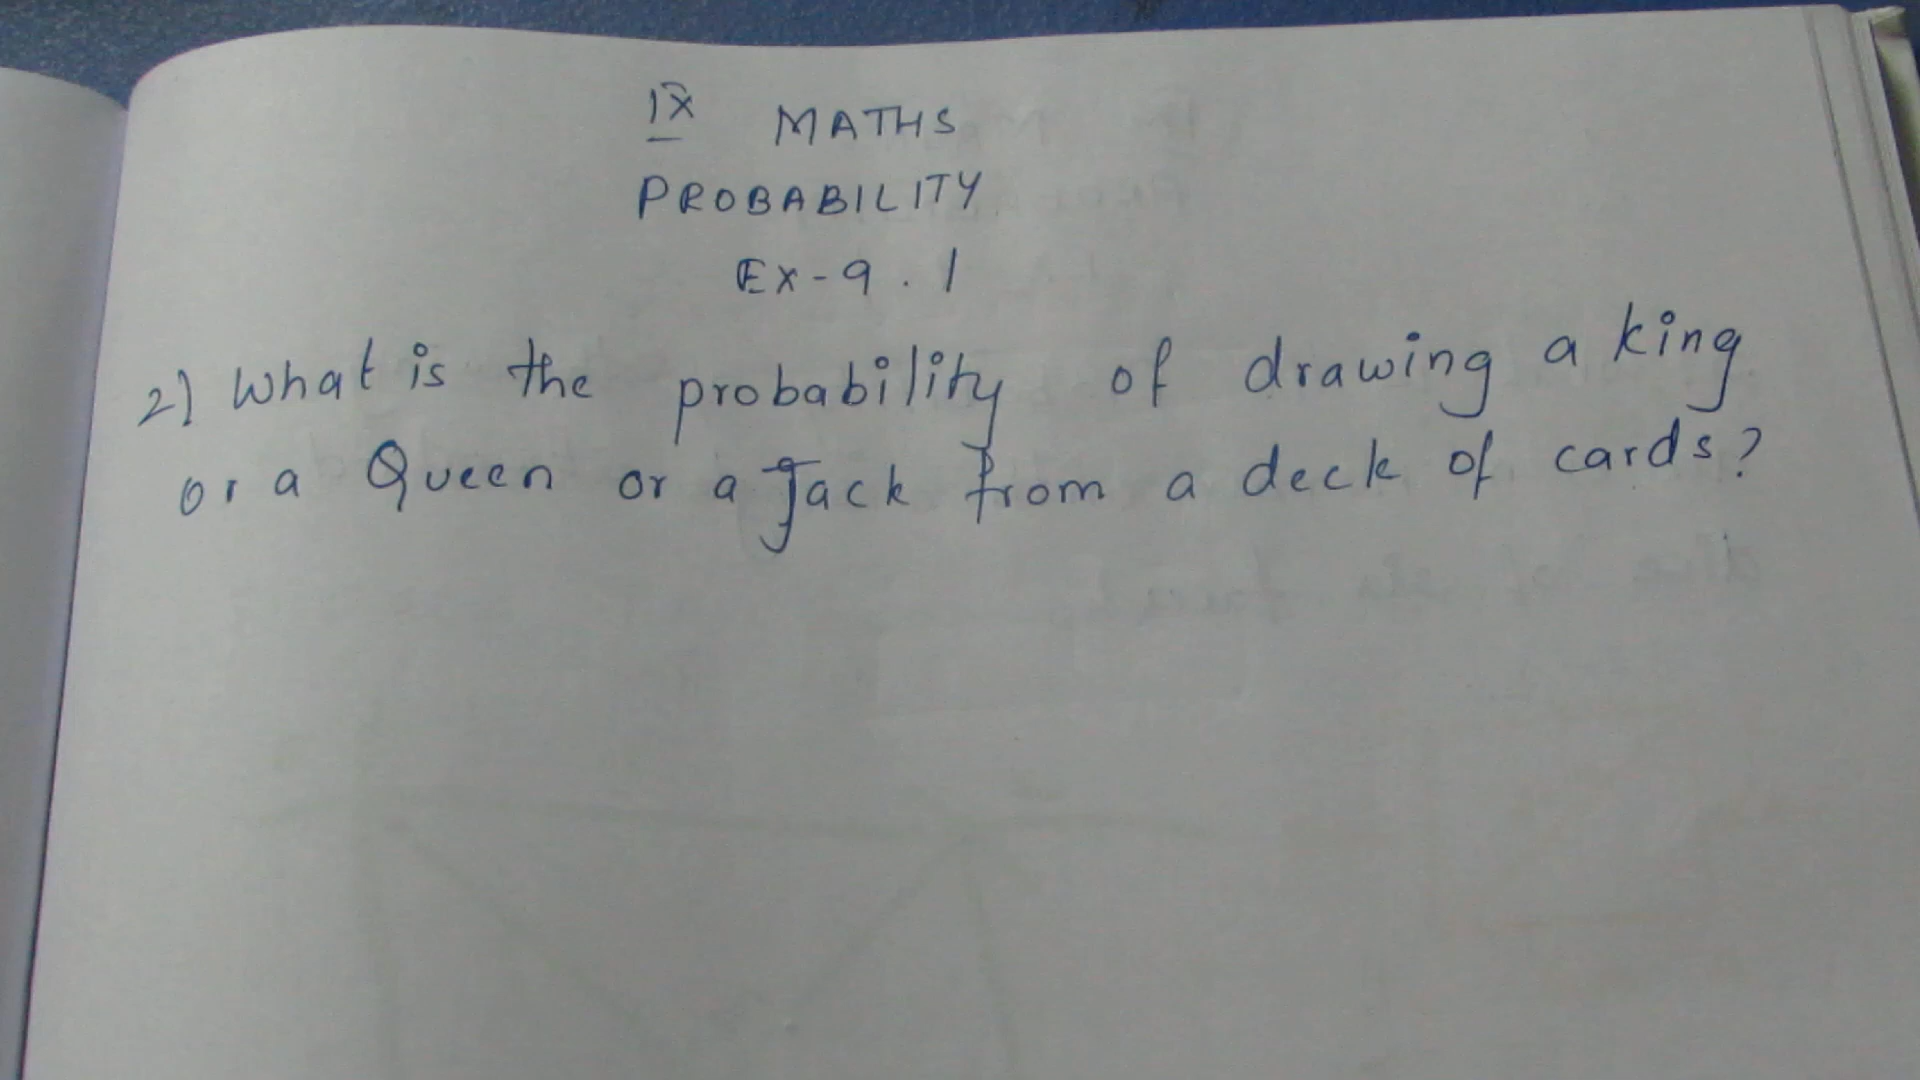 IX MATHS
PROBABILITY
Ex-9.1
2) What is the probability of drawing a king
or a Queen or a Jack from a deck of cards?